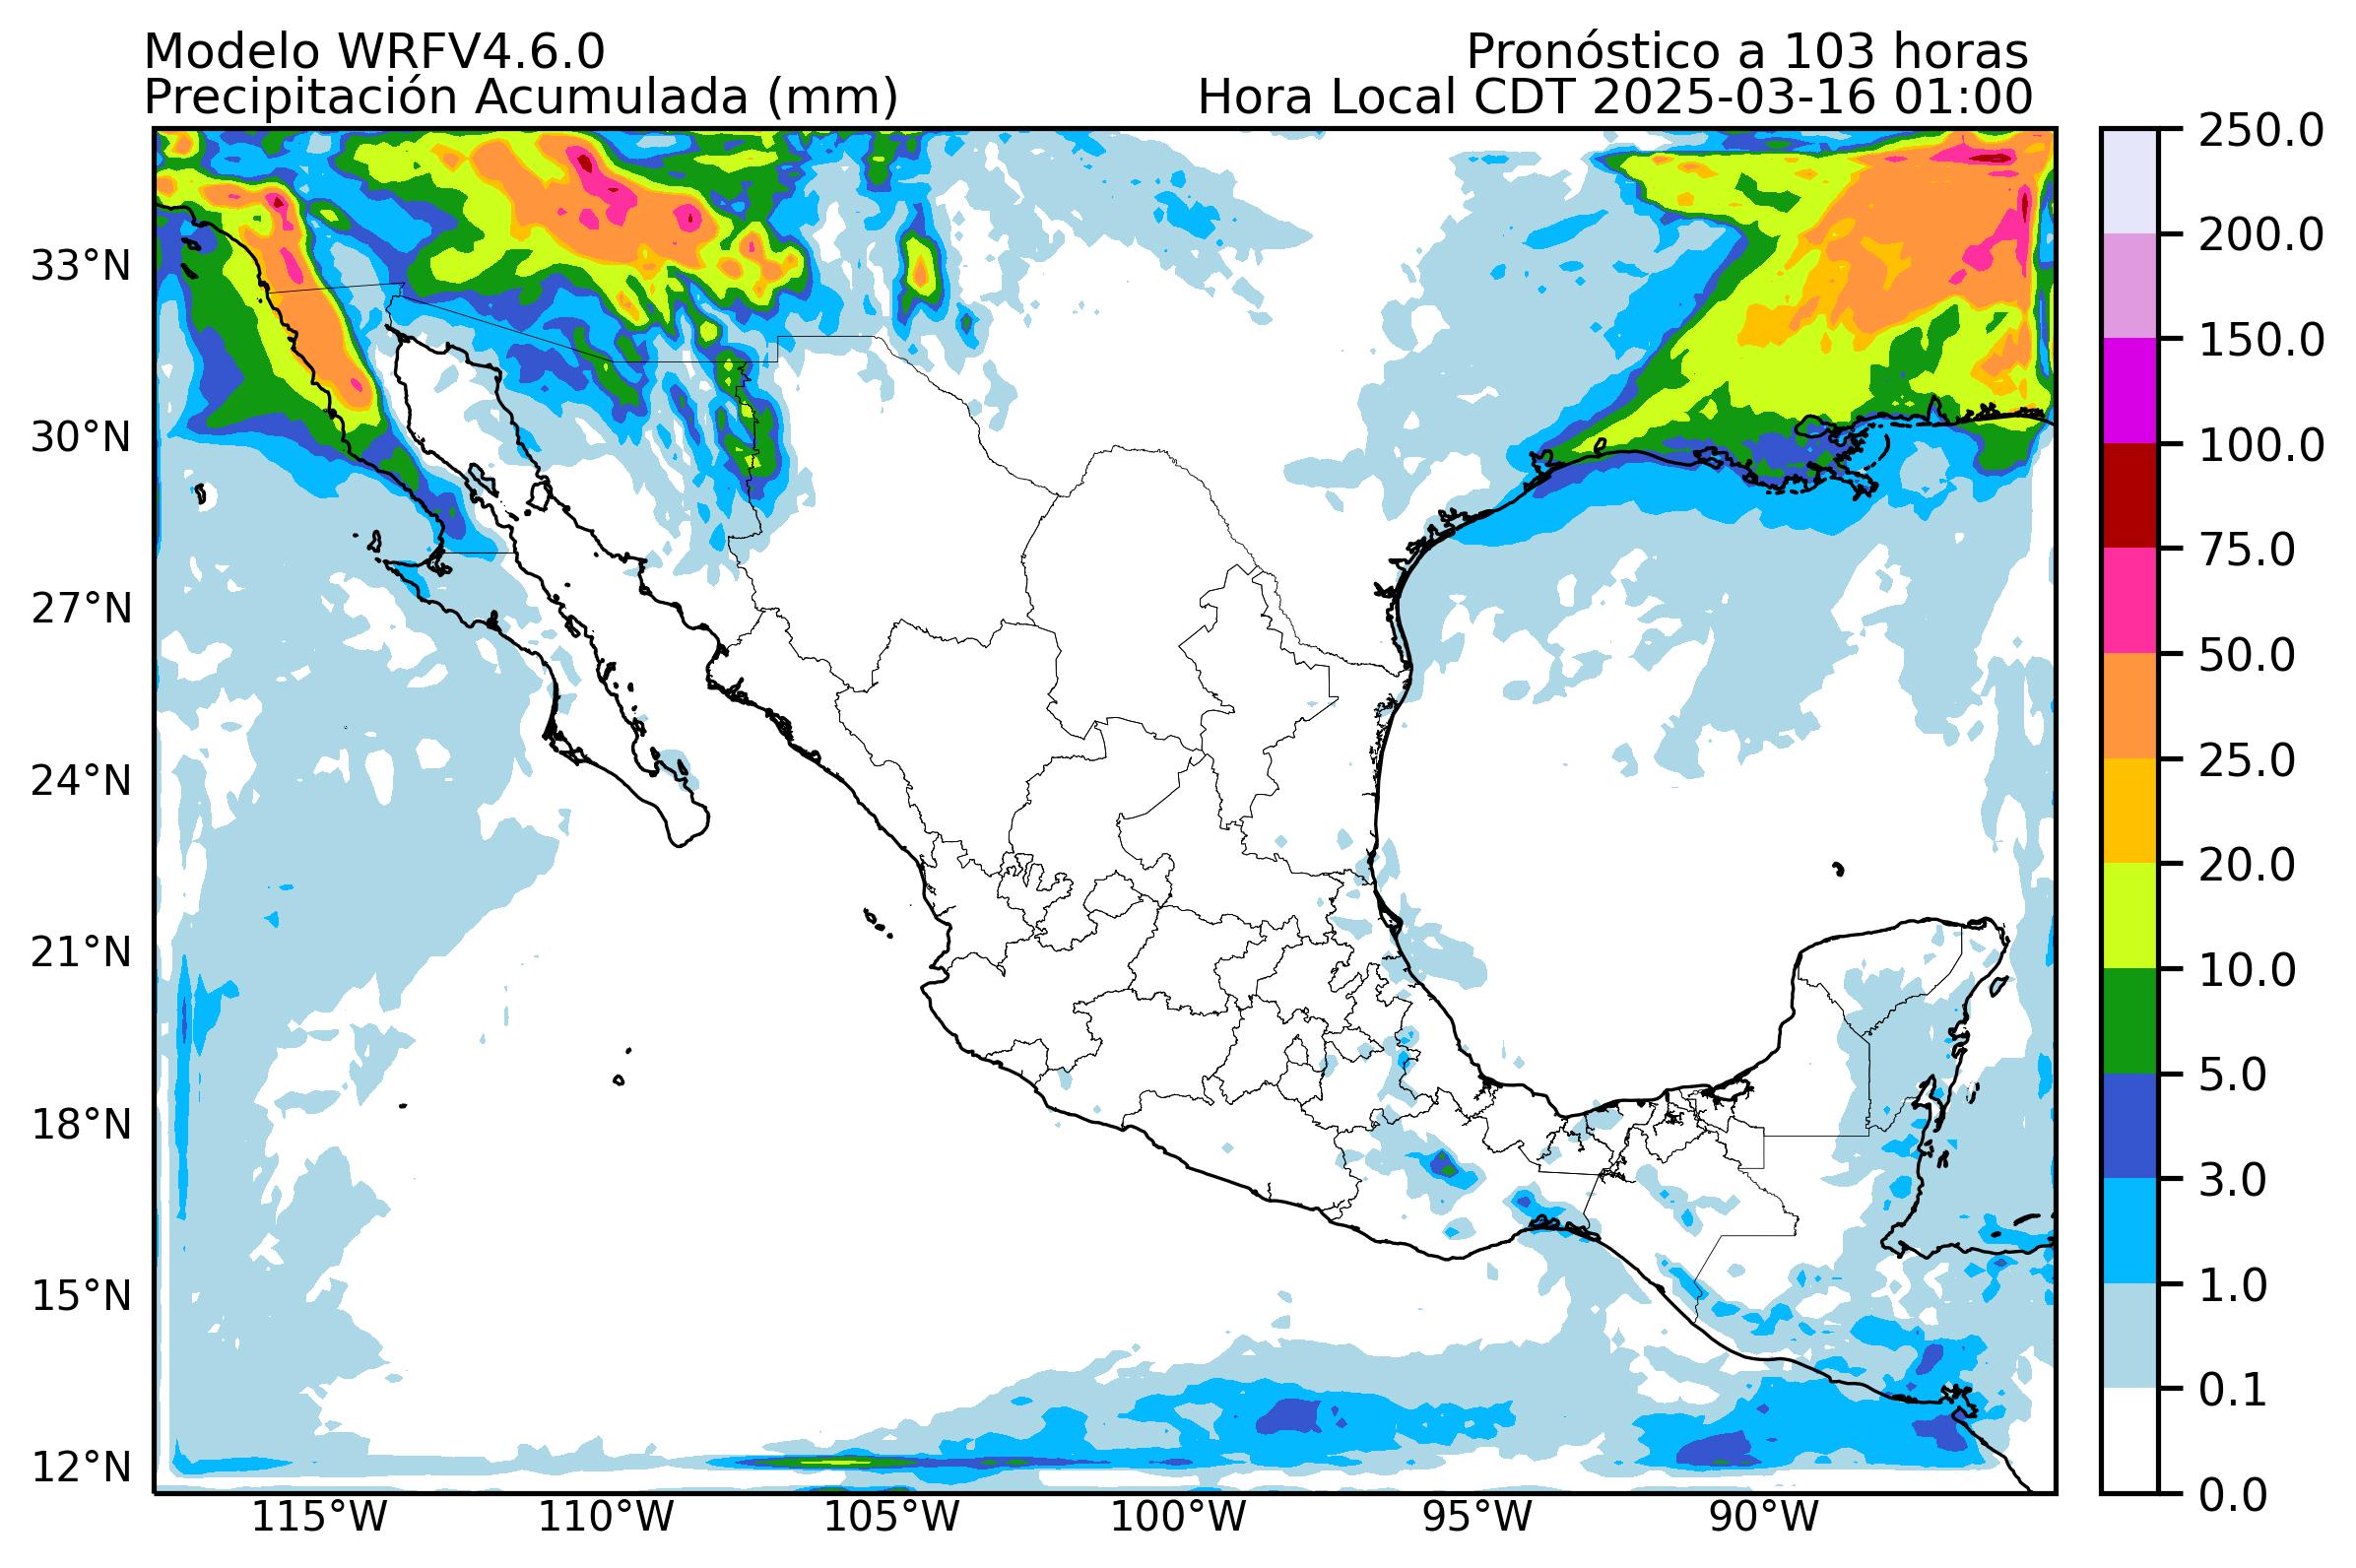 Modelo WRFV4.6.0
Pronóstico a 103 horas
Precipitación Acumulada (mm)
Hora Local CDT 2025-03-16 01:00
33°N
30°N
27°N
24°N
21°N
18°N
15°N
12°N
115°W
110°W
105°W
100°W
95°W
90°W
250.0
200.0
150.0
100.0
75.0
50.0
25.0
20.0
10.0
5.0
3.0
1.0
0.1
0.0